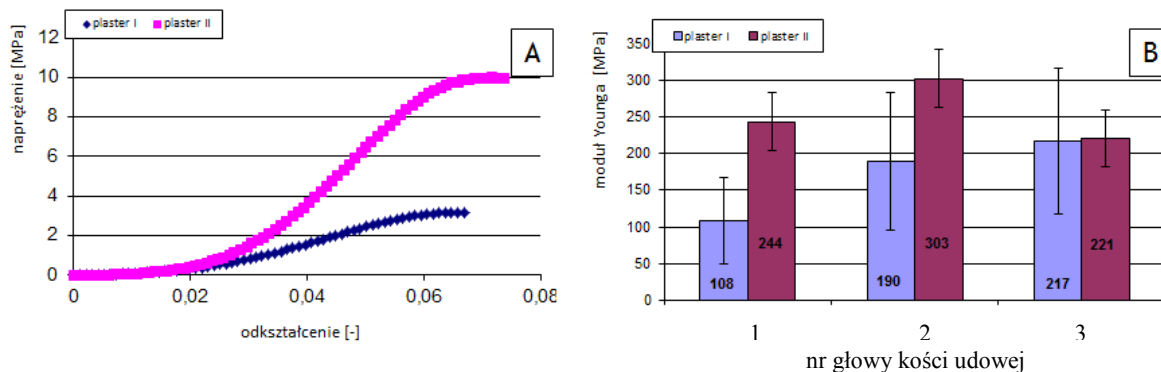 plaster I plaster II
A
naprężenie [MPa]
12
10
8
6
4
2
0
0 0,02 0,04 0,06 0,08
odkształcenie [-]
plaster I plaster II
B
moduł Younga [MPa]
350
300
250
200
150
100
50
0
108 244 190 303 217 221
1 2 3
nr głowy kości udowej